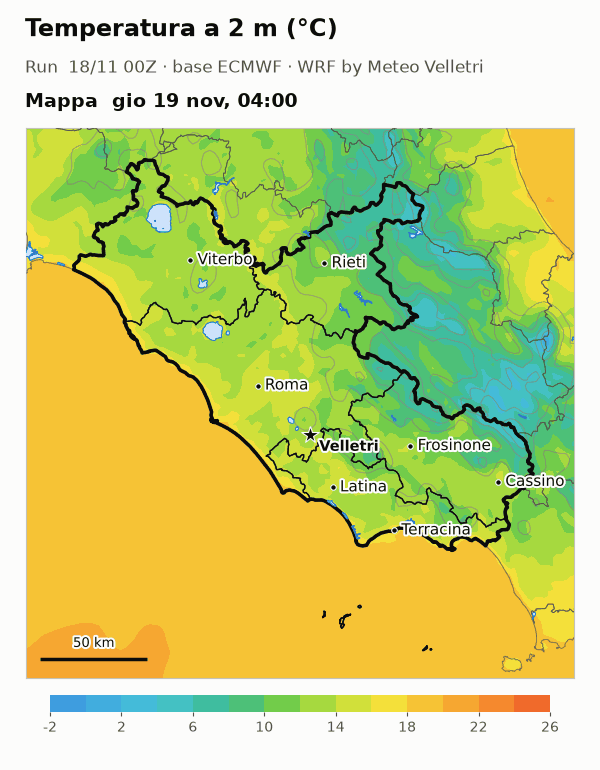 Temperatura a 2 m (°C)
Run  18/11 00Z · base ECMWF · WRF by Meteo Velletri
Mappa  gio 19 nov, 04:00
Viterbo
Rieti
Roma
Velletri
Frosinone
Cassino
Latina
Terracina
50 km
-2 2 6 10 14 18 22 26